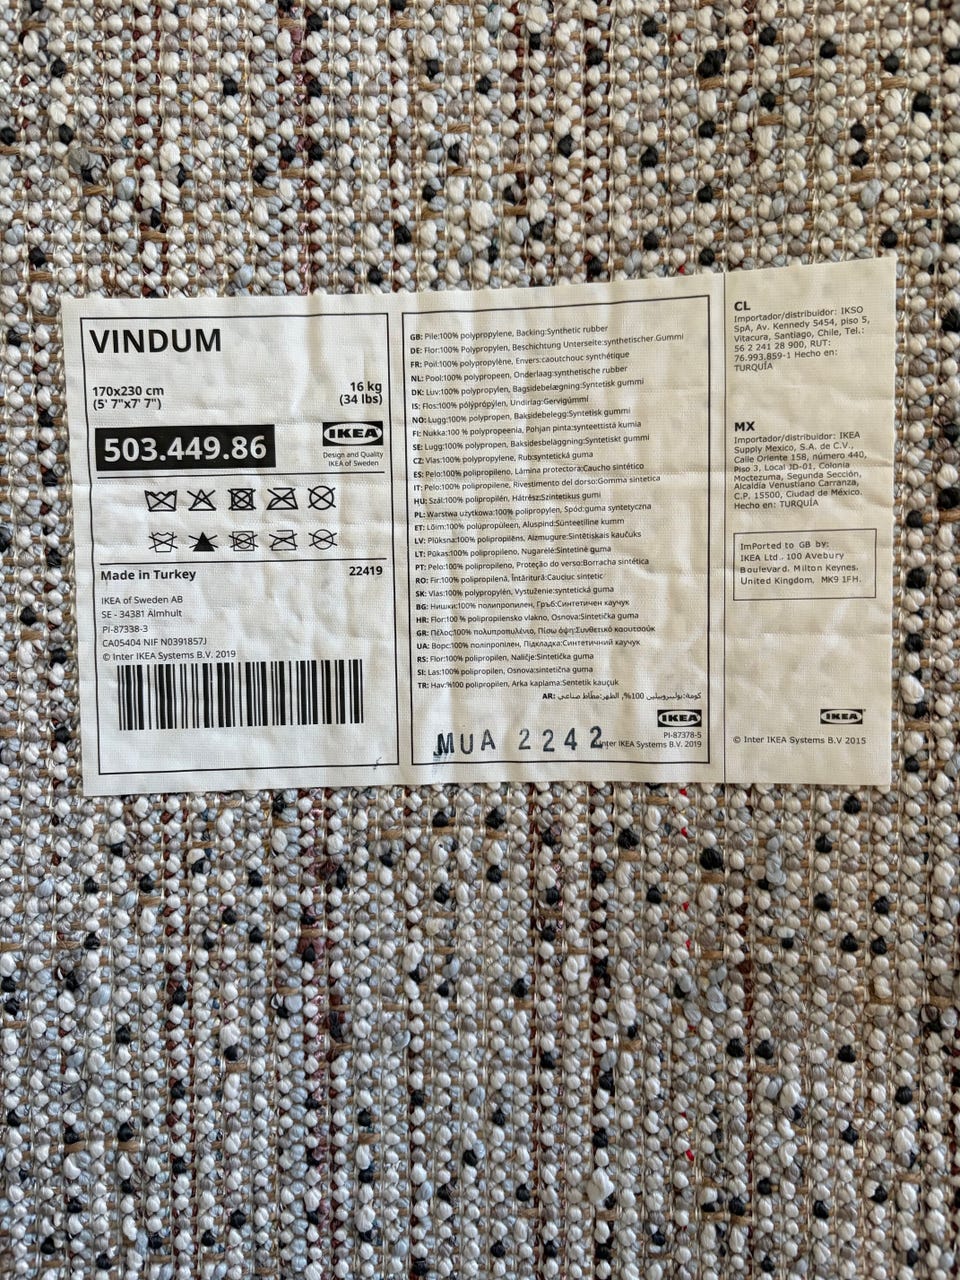 VINDUM
170x230 cm
(5' 7"x7' 7")
16 kg
(34 lbs)
503.449.86
IKEA
Design and Quality
IKEA of Sweden
Made in Turkey
22419
IKEA of Sweden AB
SE - 34381 Älmhult
PI-87338-3
CA05404 NIF N0391857J
© Inter IKEA Systems B.V. 2019
GB: Pile:100% polypropylene, Backing:Synthetic rubber
DE: Flor:100% Polypropylen, Beschichtung Unterseite:synthetischer Gummi
FR: Poil:100% polypropylène, Envers:caoutchouc synthétique
NL: Pool:100% polypropeen, Onderlaag:synthetische rubber
DK: Luv:100% polypropylen, Bagsidebelægning:Syntetisk gummi
IS: Flos:100% pólýprópýlen, Undirlag:Gervigúmmí
NO: Lugg:100% polypropen, Baksidebelegg:Syntetisk gummi
FI: Nukka:100 % polypropeenia, Pohjan pinta:synteettistä kumia
SE: Lugg:100% polypropen, Baksidesbeläggning:Syntetiskt gummi
CZ: Vlas:100% polypropylen, Rub:syntetická guma
ES: Pelo:100% polipropileno, Lámina protectora:Caucho sintético
IT: Pelo:100% polipropilene, Rivestimento del dorso:Gomma sintetica
HU: Szál:100% polipropilén, Hátrész:Szintetikus gumi
PL: Warstwa użytkowa:100% polipropylen, Spód:guma syntetyczna
ET: Lõim:100% polüpropüleen, Aluspind:Sünteetiline kumm
LV: Plūksna:100% polipropilēns, Aizmugure:Sintētiskais kaučuks
LT: Pūkas:100% polipropileno, Nugarėlė:Sintetinė guma
PT: Pelo:100% polipropileno, Proteção do verso:Borracha sintética
RO: Fir:100% polipropilenă, Întăritură:Cauciuc sintetic
SK: Vlas:100% polypropylén, Vystuženie:syntetická guma
BG: Нишки:100% полипропилен, Гръб:Синтетичен каучук
HR: Flor:100 % polipropilensko vlakno, Osnova:Sintetička guma
GR: Πέλος:100% πολυπροπυλένιο, Πίσω όψη:Συνθετικό καουτσούκ
UA: Ворс:100% поліпропілен, Підкладка:Синтетичний каучук
RS: Flor:100% polipropilen, Naličje:Sintetička guma
SI: Las:100% polipropilen, Osnova:sintetična guma
TR: Hav:%100 polipropilen, Arka kaplama:Sentetik kauçuk
AR: كومة:بوليبروبيلين 100%, الظهر:مطاط صناعي
IKEA
PI-87378-5
MUA 2242
Inter IKEA Systems B.V. 2019
CL
Importador/distribuidor: IKSO
SpA, Av. Kennedy 5454, piso 5,
Vitacura, Santiago, Chile, Tel.:
56 2 241 28 900, RUT:
76.993.859-1 Hecho en:
TURQUÍA
MX
Importador/distribuidor: IKEA
Supply Mexico, S.A. de C.V.,
Calle Oriente 158, número 440,
Piso 3, Local JD-01, Colonia
Moctezuma, Segunda Sección,
Alcaldía Venustiano Carranza,
C.P. 15500, Ciudad de México.
Hecho en: TURQUÍA
ImPorted to GB by:
IKEA Ltd., 100 Avebury
Boulevard, Milton Keynes,
United Kingdom, MK9 1FH.
IKEA
© Inter IKEA Systems B.V 2015